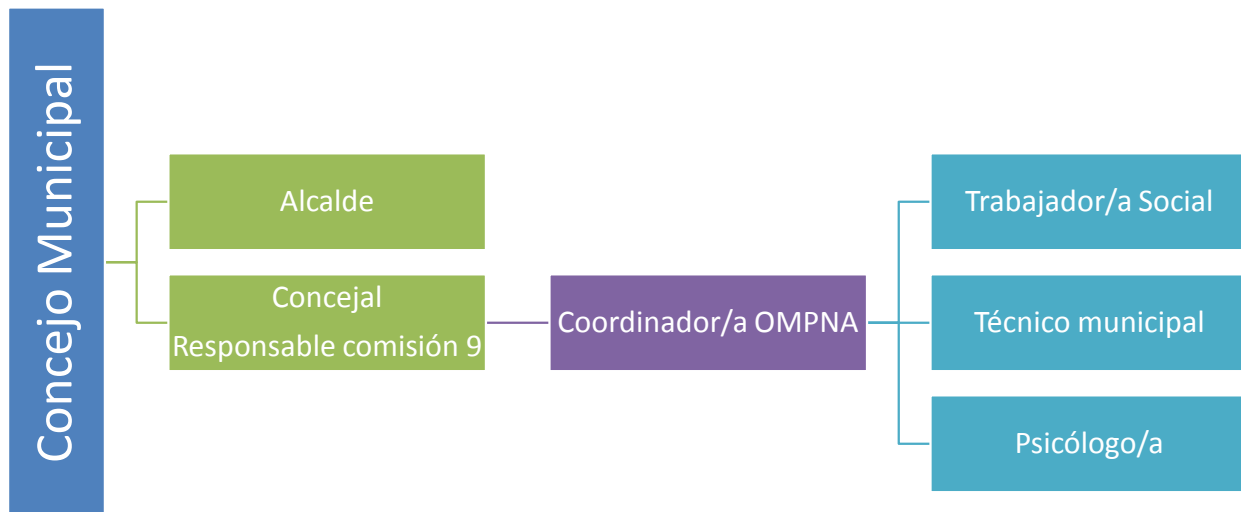 Concejo Municipal
Alcalde
Concejal
Responsable comisión 9
Coordinador/a OMPNA
Trabajador/a Social
Técnico municipal
Psicólogo/a